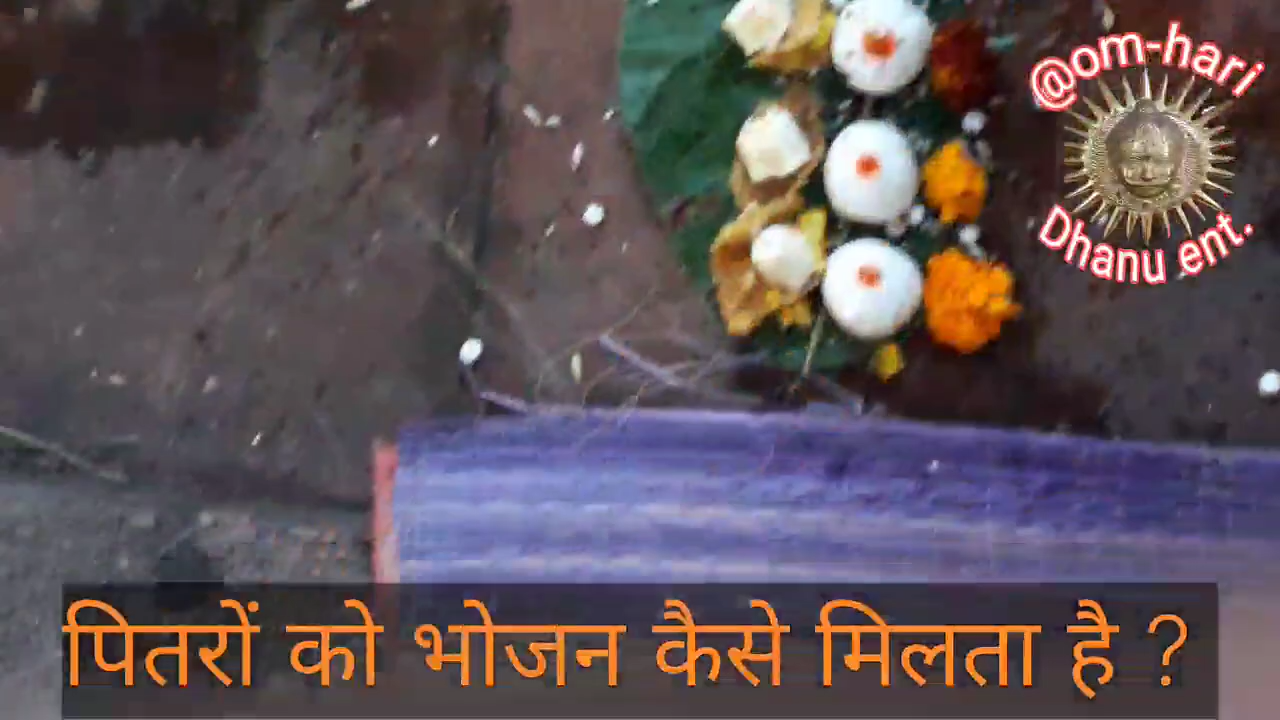 @om-hari
Dhanu ent.
पितरों को भोजन कैसे मिलता है ?